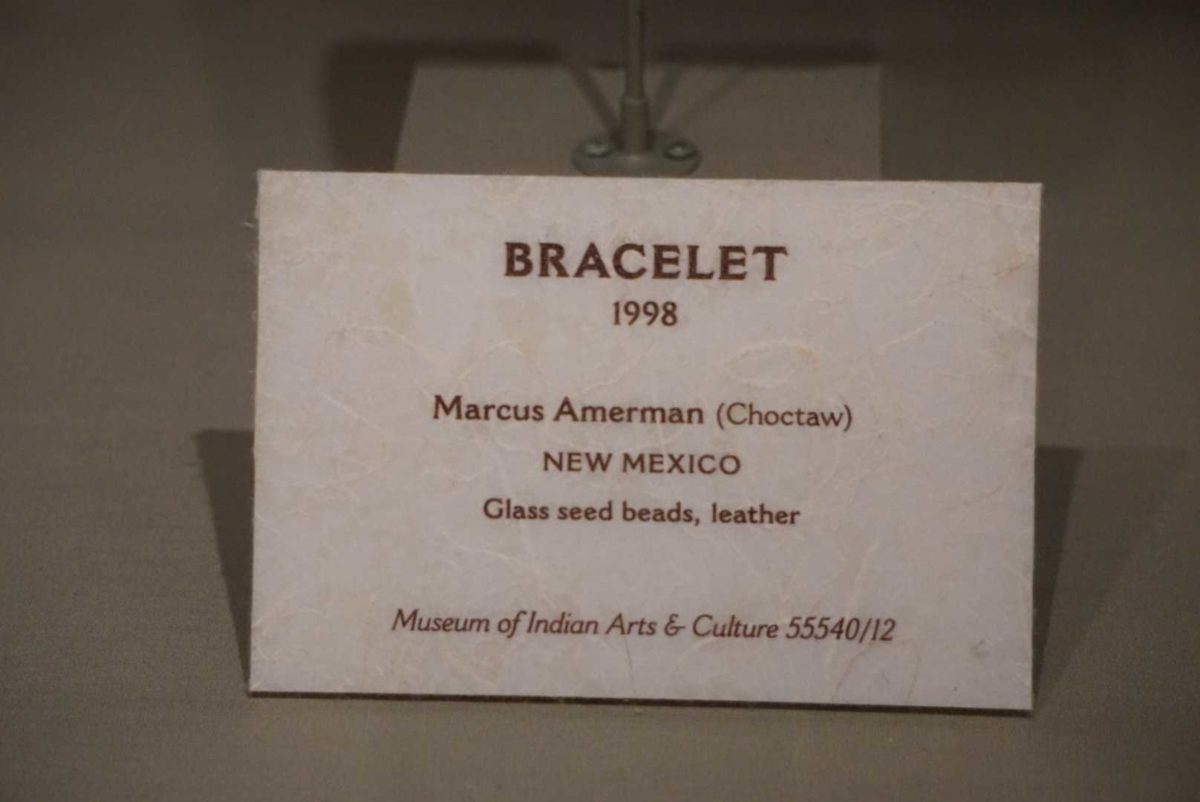 BRACELET
1998
Marcus Amerman (Choctaw)
NEW MEXICO
Glass seed beads, leather
Museum of Indian Arts & Culture 55540/12